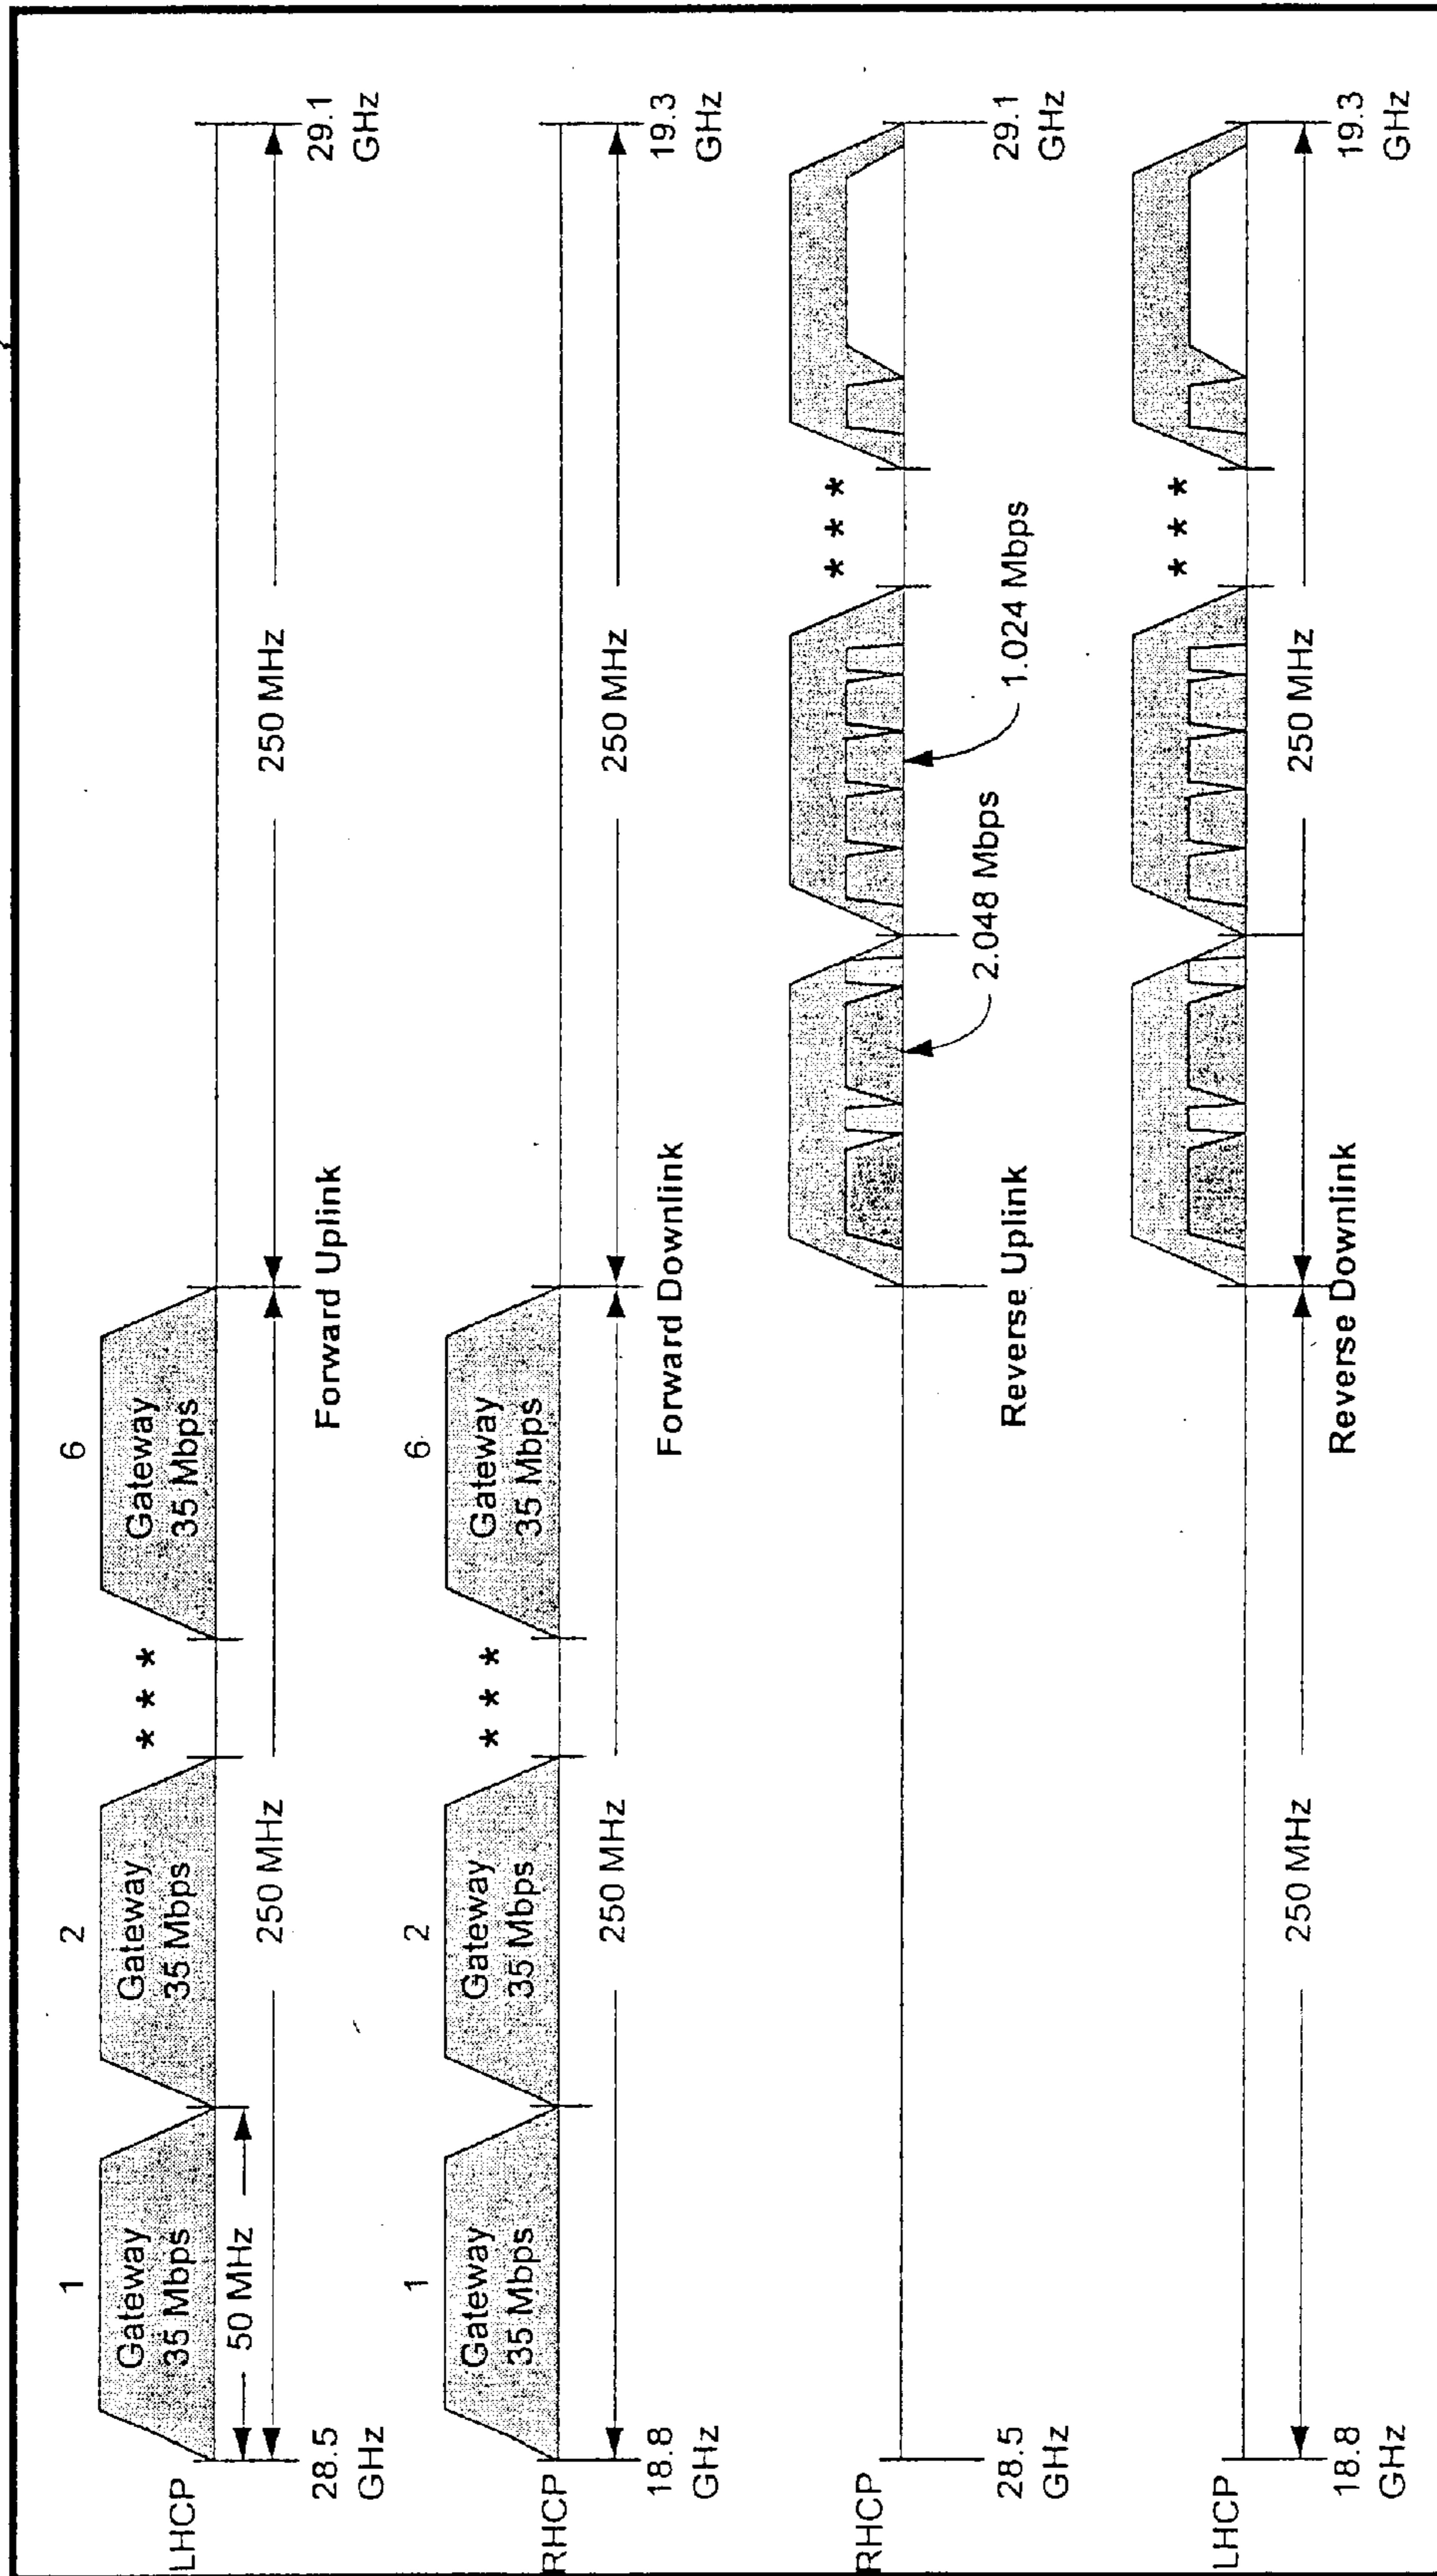 LHCP
1
2
6
Gateway
35 Mbps
Gateway
35 Mbps
* * *
Gateway
35 Mbps
50 MHz
250 MHz
250 MHz
28.5
GHz
Forward Uplink
29.1
GHz
RHCP
1
2
6
Gateway
35 Mbps
Gateway
35 Mbps
* * *
Gateway
35 Mbps
250 MHz
250 MHz
18.8
GHz
Forward Downlink
19.3
GHz
RHCP
* * *
2.048 Mbps
1.024 Mbps
28.5
GHz
Reverse Uplink
29.1
GHz
LHCP
* * *
250 MHz
250 MHz
18.8
GHz
Reverse Downlink
19.3
GHz